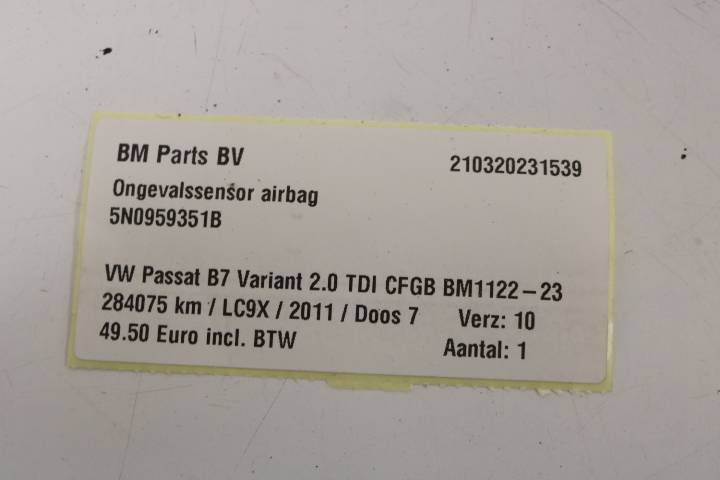 BM Parts BV 210320231539
Ongevalssensor airbag
5N0959351B
VW Passat B7 Variant 2.0 TDI CFGB BM1122-23
284075 km / LC9X / 2011 / Doos 7 Verz: 10
49.50 Euro incl. BTW Aantal: 1